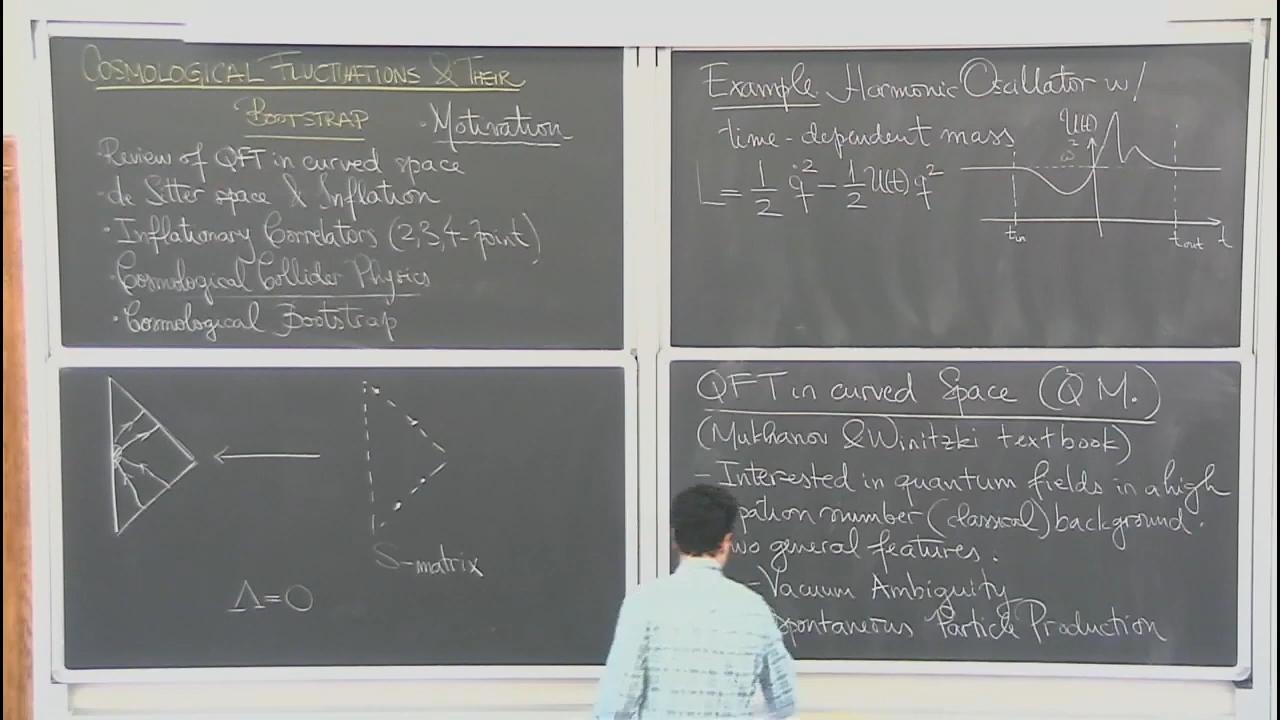 COSMOLOGICAL FLUCTUATIONS & THEIR
BOOTSTRAP
• Motivation
• Review of QFT in curved space
• de Sitter space & Inflation
• Inflationary Correlators (2,3,4-point)
• Cosmological Collider Physics
• Cosmological Bootstrap
S-matrix
Λ=0
Example Harmonic Oscillator w/
time-dependent mass
L = 1/2 q̇² - 1/2 U(t) q²
U(t)
ω²
t_in
t_out
t
QFT in curved Space (QM.)
(Mukhanov & Winitzki textbook)
- Interested in quantum fields in a high
pation number (classical) background.
wo general features:
- Vacuum Ambiguity
Spontaneous Particle Production